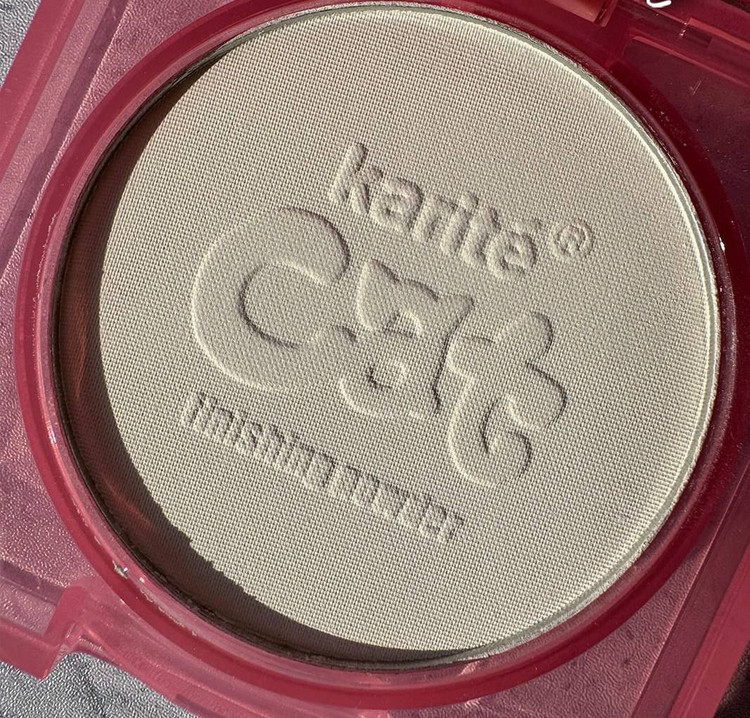 karité®
Cat
finishing powder